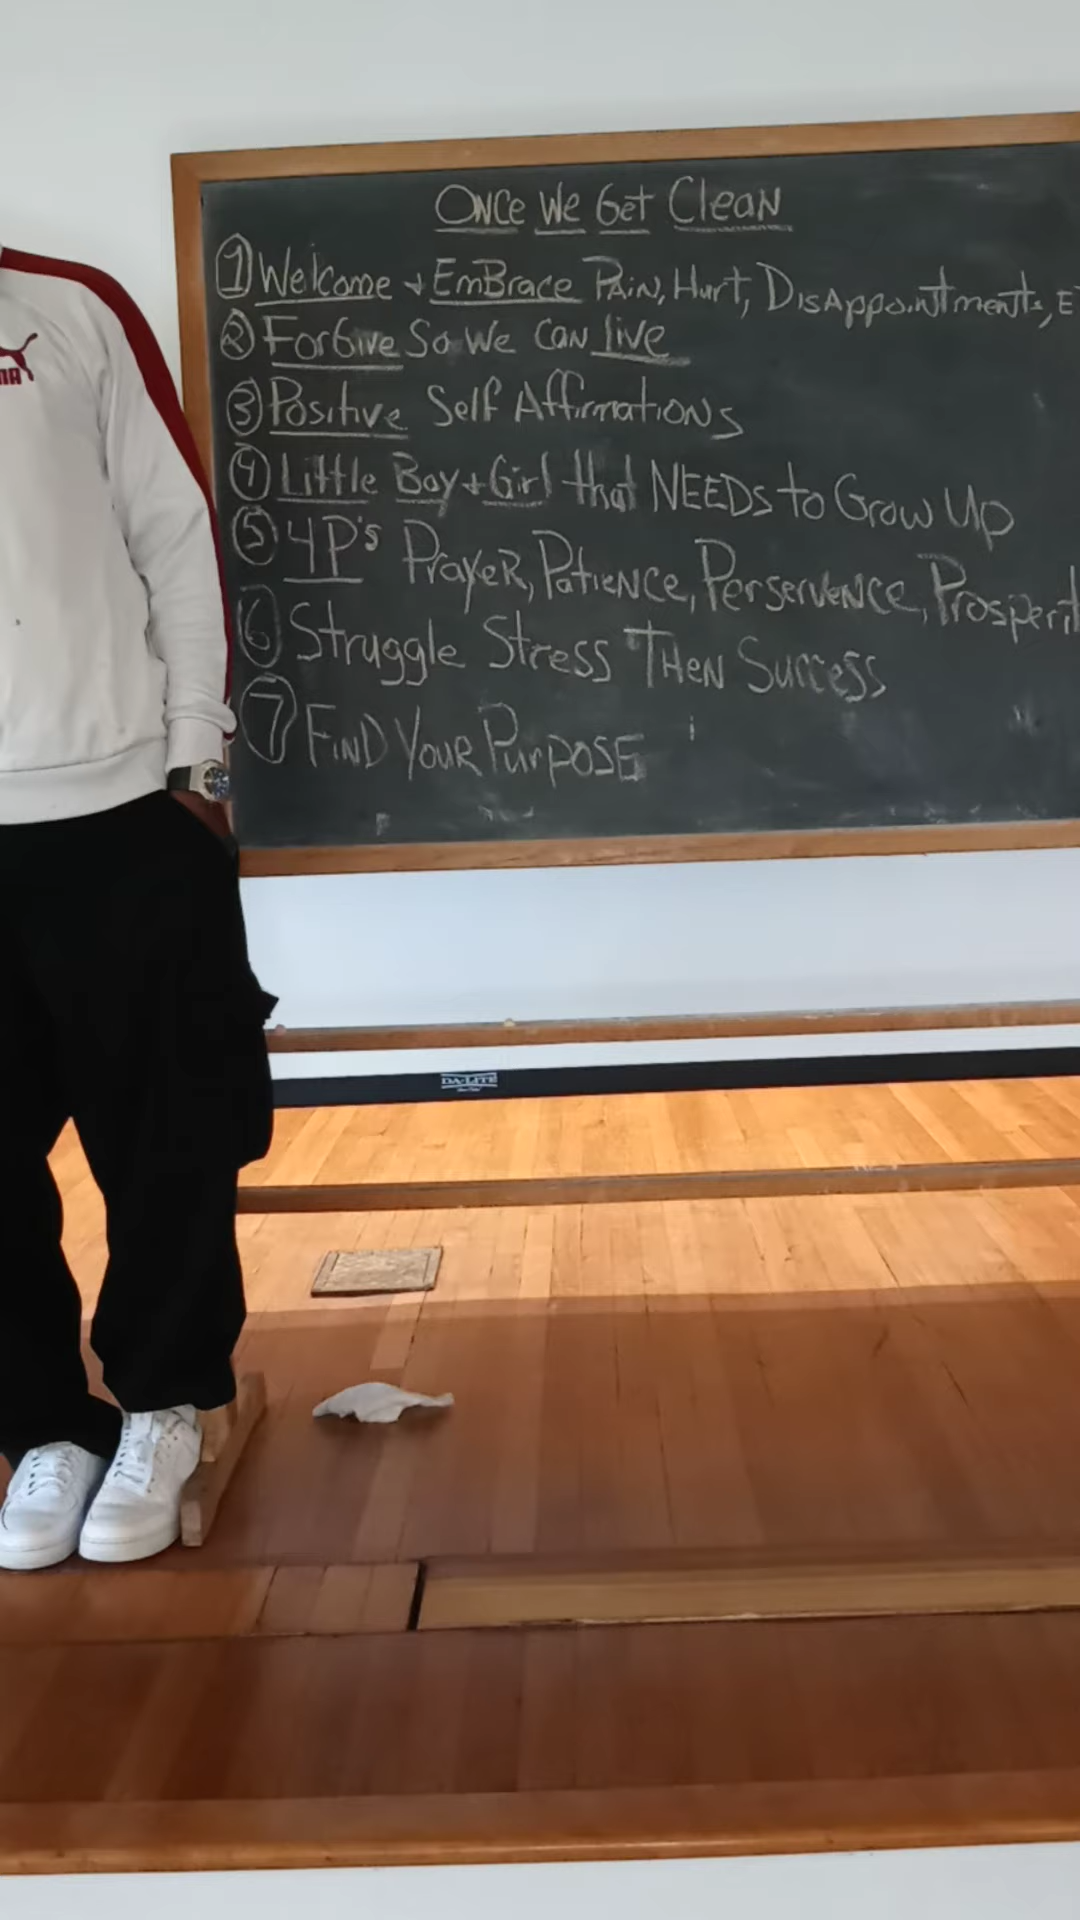 Once We Get Clean
① Welcome + EmBrace Pain, Hurt, Disappointments,
② ForGive So We Can live
③ Positive Self Affirmations
④ Little Boy + Girl that NEEDS to Grow Up
⑤ 4P's Prayer, Patience, Perservence, Prosperit
⑥ Struggle Stress Then Success
⑦ Find Your Purpose
DA-LITE